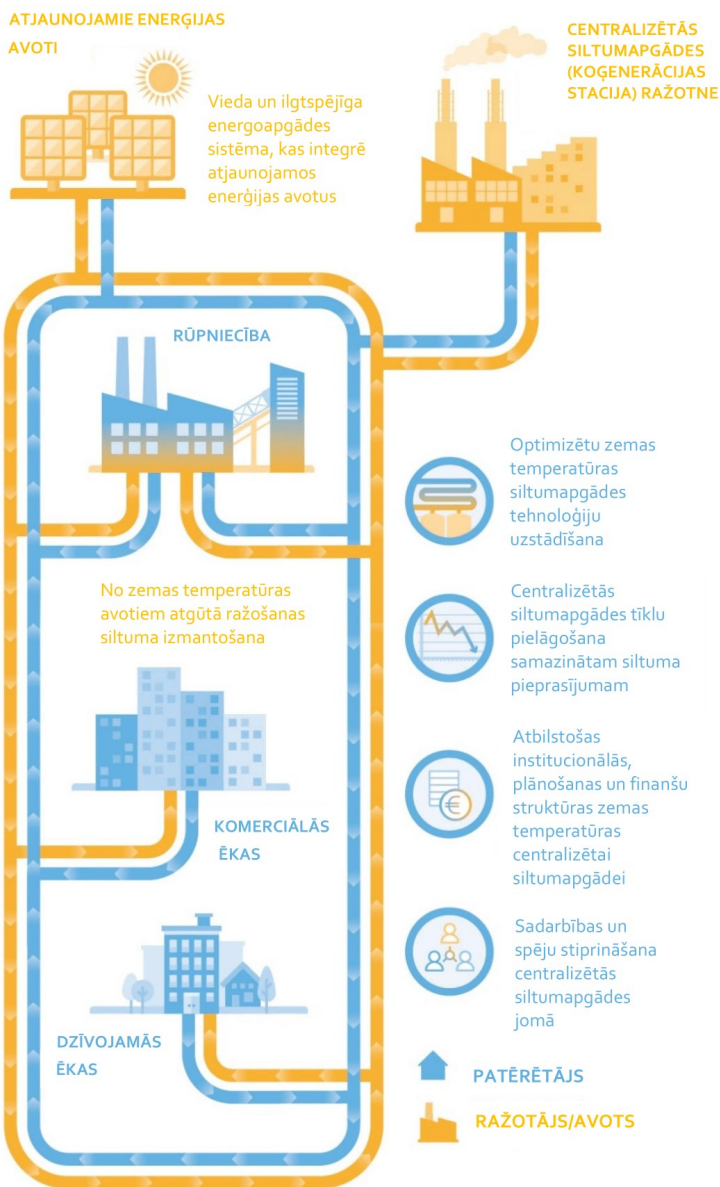 ATJAUNOJAMIE ENERĢIJAS
AVOTI
CENTRALIZĒTĀS
SILTUMAPGĀDES
(KOĢENERĀCIJAS
STACIJA) RAŽOTNE
Vieda un ilgtspējīga
energoapgādes
sistēma, kas integrē
atjaunojamos
enerģijas avotus
RŪPNIECĪBA
Optimizētu zemas
temperatūras
siltumapgādes
tehnoloģiju
uzstādīšana
No zemas temperatūras
avotiem atgūtā ražošanas
siltuma izmantošana
Centralizētās
siltumapgādes tīklu
pielāgošana
samazinātam siltuma
pieprasījumam
Atbilstošas
institucionālās,
plānošanas un finanšu
struktūras zemas
temperatūras
centralizētai
siltumapgādei
KOMERCIĀLĀS
ĒKAS
Sadarbības un
spēju stiprināšana
centralizētās
siltumapgādes
jomā
DZĪVOJAMĀS
ĒKAS
PATĒRĒTĀJS
RAŽOTĀJS/AVOTS